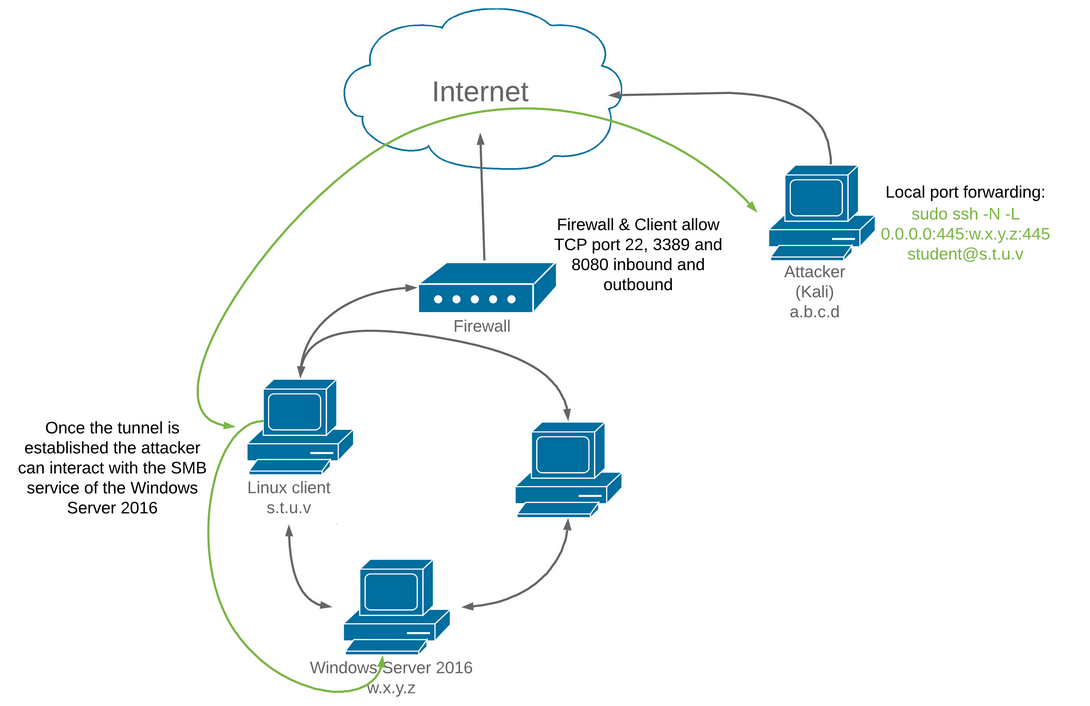 Internet
Local port forwarding:
sudo ssh -N -L
0.0.0.0:445:w.x.y.z:445
student@s.t.u.v
Attacker
(Kali)
a.b.c.d
Firewall & Client allow
TCP port 22, 3389 and
8080 inbound and
outbound
Firewall
Once the tunnel is
established the attacker
can interact with the SMB
service of the Windows
Server 2016
Linux client
s.t.u.v
Windows Server 2016
w.x.y.z